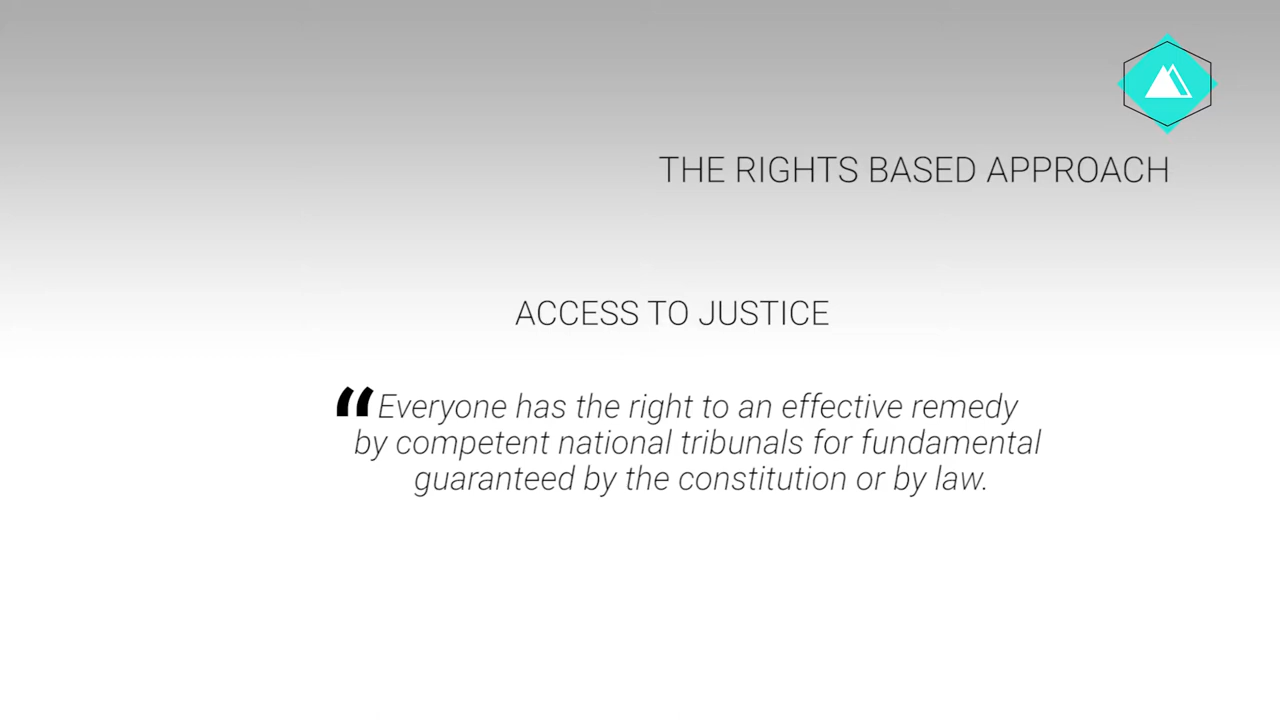 THE RIGHTS BASED APPROACH
ACCESS TO JUSTICE
“Everyone has the right to an effective remedy
by competent national tribunals for fundamental
guaranteed by the constitution or by law.